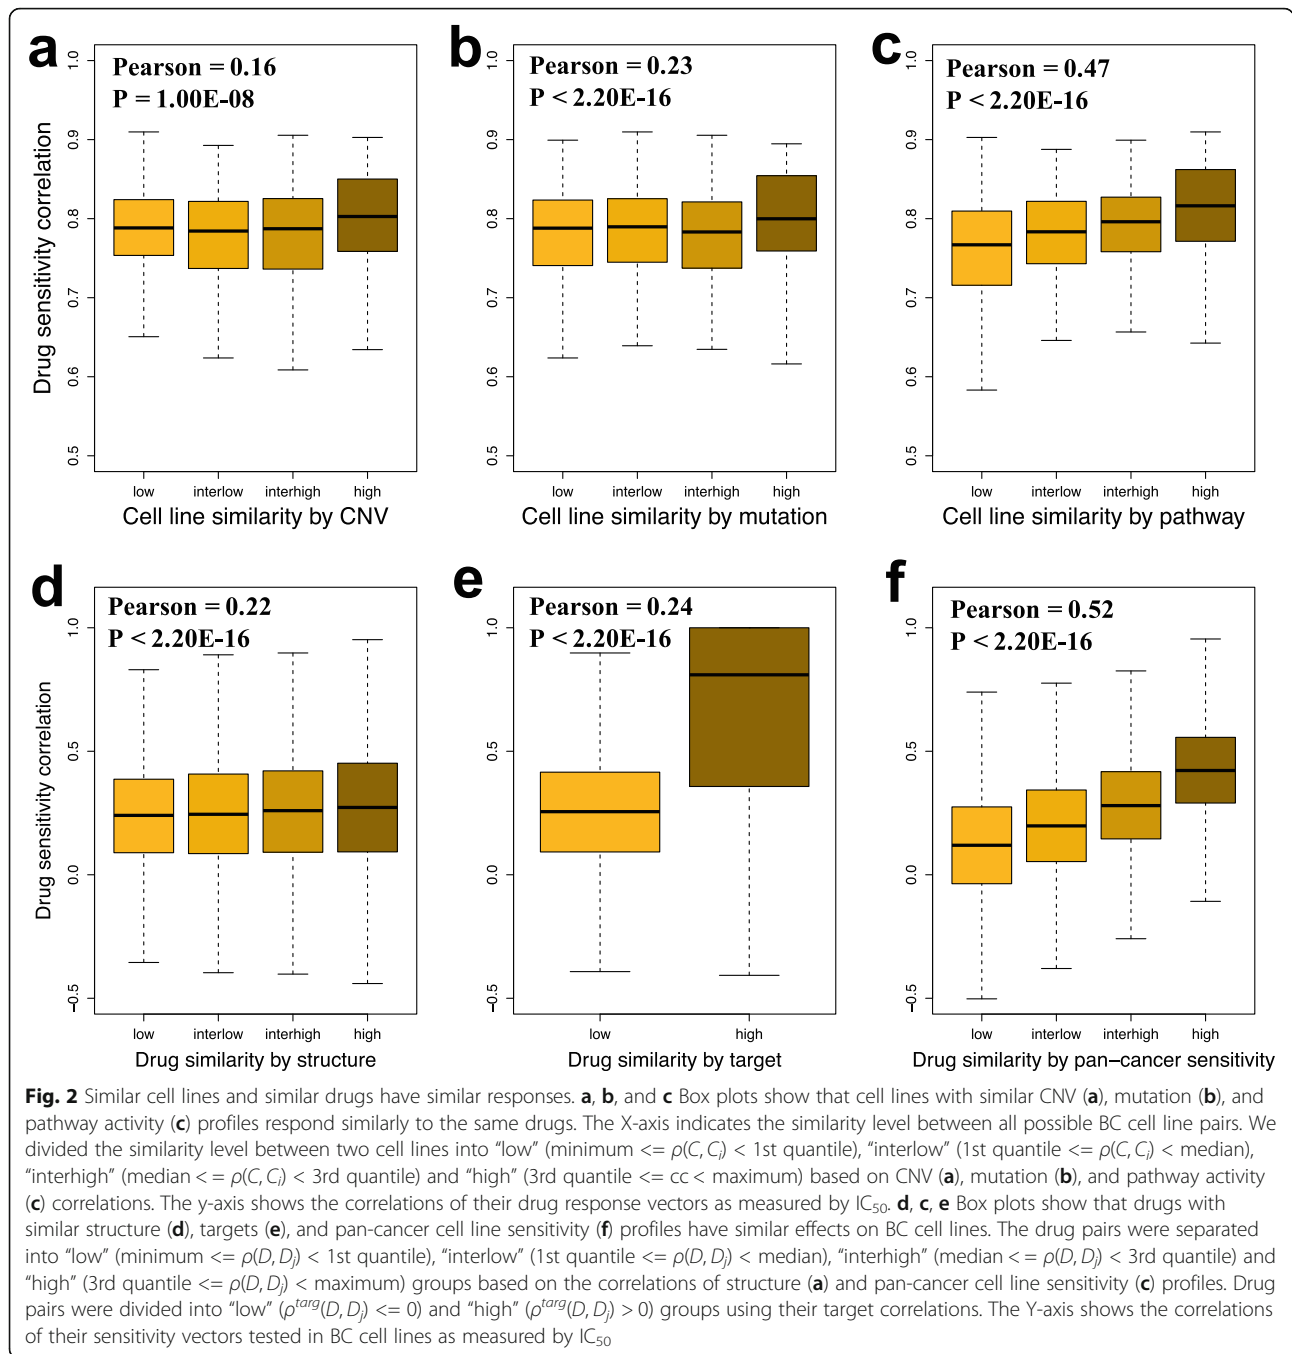 a
Pearson = 0.16
P = 1.00E-08
Drug sensitivity correlation
1.0
0.9
0.8
0.7
0.6
0.5
low interlow interhigh high
Cell line similarity by CNV
b
Pearson = 0.23
P < 2.20E-16
1.0
0.9
0.8
0.7
0.6
0.5
low interlow interhigh high
Cell line similarity by mutation
c
Pearson = 0.47
P < 2.20E-16
1.0
0.9
0.8
0.7
0.6
0.5
low interlow interhigh high
Cell line similarity by pathway
d
Pearson = 0.22
P < 2.20E-16
Drug sensitivity correlation
1.0
0.5
0.0
−0.5
low interlow interhigh high
Drug similarity by structure
e
Pearson = 0.24
P < 2.20E-16
1.0
0.5
0.0
−0.5
low high
Drug similarity by target
f
Pearson = 0.52
P < 2.20E-16
1.0
0.5
0.0
−0.5
low interlow interhigh high
Drug similarity by pan−cancer sensitivity
Fig. 2 Similar cell lines and similar drugs have similar responses. a, b, and c Box plots show that cell lines with similar CNV (a), mutation (b), and
pathway activity (c) profiles respond similarly to the same drugs. The X-axis indicates the similarity level between all possible BC cell line pairs. We
divided the similarity level between two cell lines into “low” (minimum <= ρ(C, Ci) < 1st quantile), “interlow” (1st quantile <= ρ(C, Ci) < median),
“interhigh” (median < = ρ(C, Ci) < 3rd quantile) and “high” (3rd quantile <= cc < maximum) based on CNV (a), mutation (b), and pathway activity
(c) correlations. The y-axis shows the correlations of their drug response vectors as measured by IC50. d, c, e Box plots show that drugs with
similar structure (d), targets (e), and pan-cancer cell line sensitivity (f) profiles have similar effects on BC cell lines. The drug pairs were separated
into “low” (minimum <= ρ(D, Dj) < 1st quantile), “interlow” (1st quantile <= ρ(D, Dj) < median), “interhigh” (median < = ρ(D, Dj) < 3rd quantile) and
“high” (3rd quantile <= ρ(D, Dj) < maximum) groups based on the correlations of structure (a) and pan-cancer cell line sensitivity (c) profiles. Drug
pairs were divided into “low” (ρtarg(D, Dj) <= 0) and “high” (ρtarg(D, Dj) > 0) groups using their target correlations. The Y-axis shows the correlations
of their sensitivity vectors tested in BC cell lines as measured by IC50